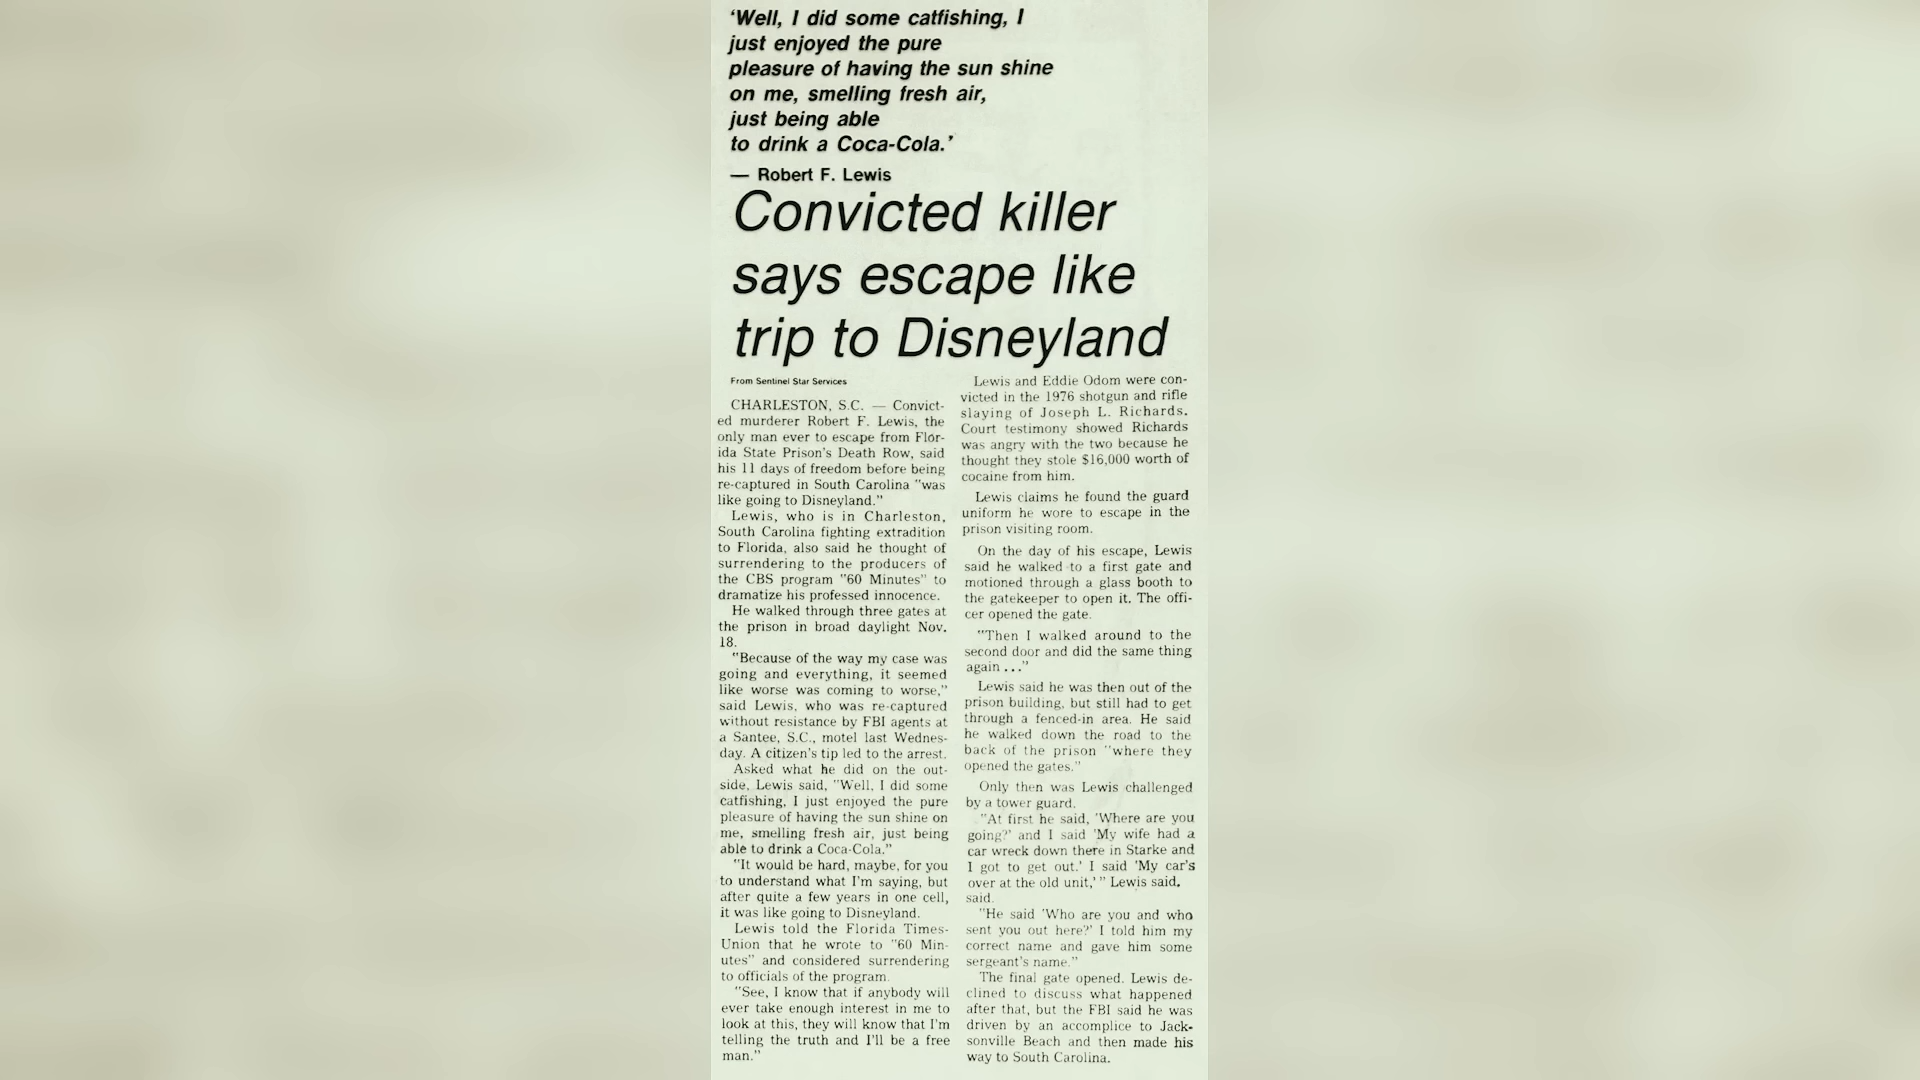 ‘Well, I did some catfishing, I
just enjoyed the pure
pleasure of having the sun shine
on me, smelling fresh air,
just being able
to drink a Coca-Cola.’
— Robert F. Lewis
Convicted killer
says escape like
trip to Disneyland
From Sentinel Star Services
CHARLESTON, S.C. — Convict-
ed murderer Robert F. Lewis, the
only man ever to escape from Flor-
ida State Prison's Death Row, said
his 11 days of freedom before being
re-captured in South Carolina "was
like going to Disneyland."
Lewis, who is in Charleston,
South Carolina fighting extradition
to Florida, also said he thought of
surrendering to the producers of
the CBS program "60 Minutes" to
dramatize his professed innocence.
He walked through three gates at
the prison in broad daylight Nov.
18.
"Because of the way my case was
going and everything, it seemed
like worse was coming to worse,"
said Lewis, who was re-captured
without resistance by FBI agents at
a Santee, S.C., motel last Wednes-
day. A citizen's tip led to the arrest.
Asked what he did on the out-
side, Lewis said, "Well, I did some
catfishing, I just enjoyed the pure
pleasure of having the sun shine on
me, smelling fresh air, just being
able to drink a Coca-Cola."
"It would be hard, maybe, for you
to understand what I'm saying, but
after quite a few years in one cell,
it was like going to Disneyland.
Lewis told the Florida Times-
Union that he wrote to "60 Min-
utes" and considered surrendering
to officials of the program.
"See, I know that if anybody will
ever take enough interest in me to
look at this, they will know that I'm
telling the truth and I'll be a free
man."
Lewis and Eddie Odom were con-
victed in the 1976 shotgun and rifle
slaying of Joseph L. Richards.
Court testimony showed Richards
was angry with the two because he
thought they stole $16,000 worth of
cocaine from him.
Lewis claims he found the guard
uniform he wore to escape in the
prison visiting room.
On the day of his escape, Lewis
said he walked to a first gate and
motioned through a glass booth to
the gatekeeper to open it. The offi-
cer opened the gate.
"Then I walked around to the
second door and did the same thing
again ..."
Lewis said he was then out of the
prison building, but still had to get
through a fenced-in area. He said
he walked down the road to the
back of the prison "where they
opened the gates."
Only then was Lewis challenged
by a tower guard.
"At first he said, 'Where are you
going?' and I said 'My wife had a
car wreck down there in Starke and
I got to get out.' I said 'My car's
over at the old unit,' " Lewis said.
said.
"He said 'Who are you and who
sent you out here?' I told him my
correct name and gave him some
sergeant's name."
The final gate opened. Lewis de-
clined to discuss what happened
after that, but the FBI said he was
driven by an accomplice to Jack-
sonville Beach and then made his
way to South Carolina.